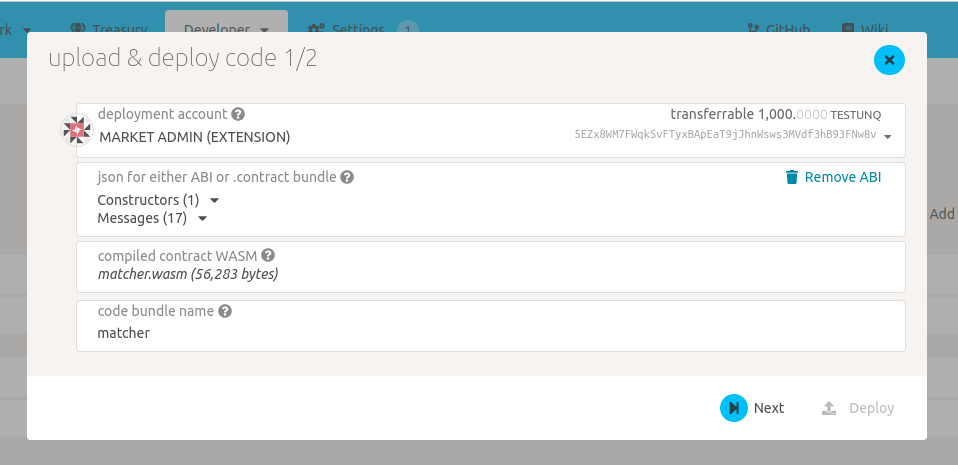 rk
Treasury
Developer
Settings
1
GitHub
Wiki
upload & deploy code 1/2
deployment account
transferrable 1,000.0000 TESTUNQ
MARKET ADMIN (EXTENSION)
5EZx8WM7FWqkSvFTyxBApEaT9jJhnWsws3MVdf3hB93FNw8v
json for either ABI or .contract bundle
Remove ABI
Constructors (1)
Messages (17)
Add
compiled contract WASM
matcher.wasm (56,283 bytes)
code bundle name
matcher
Next
Deploy